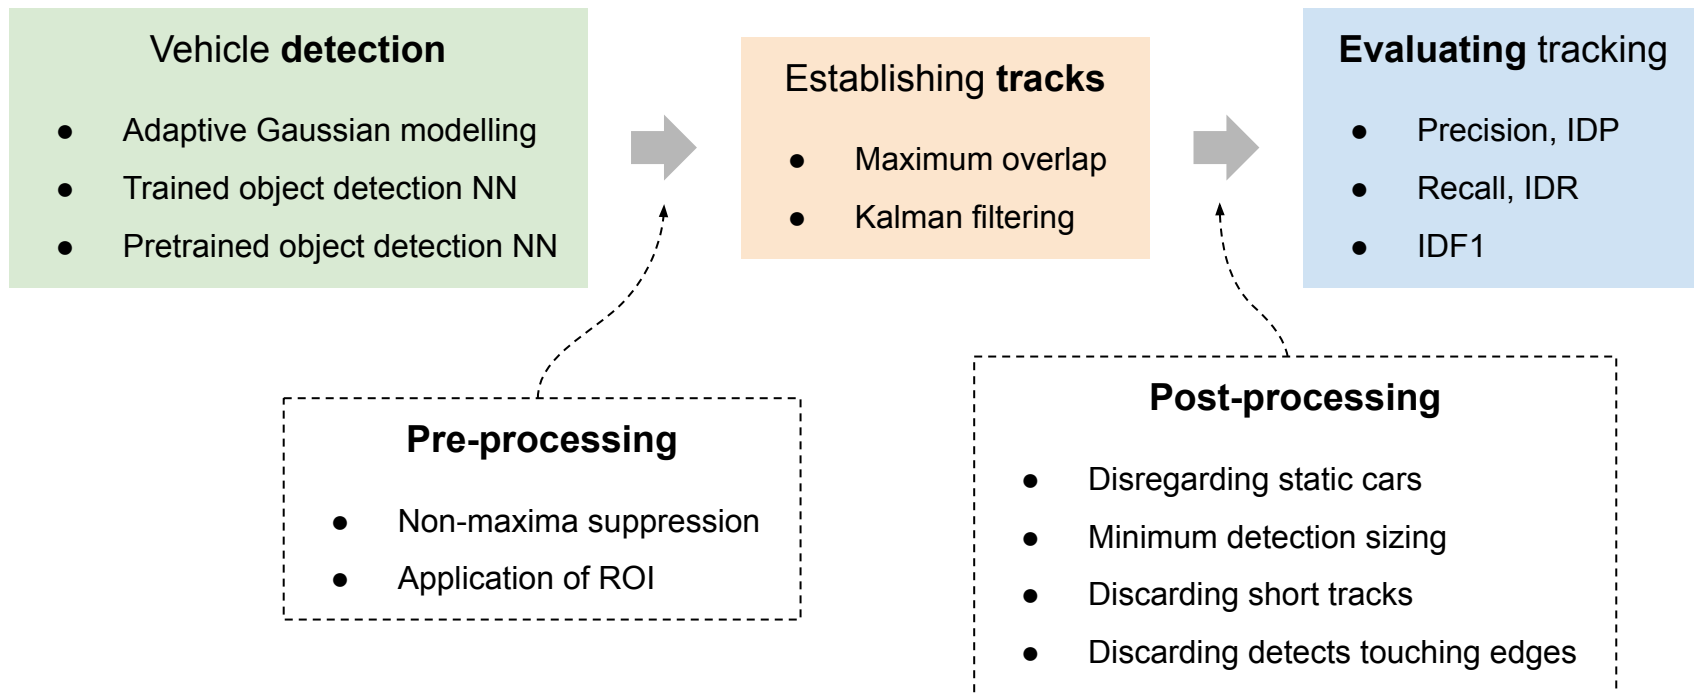 Vehicle detection
● Adaptive Gaussian modelling
● Trained object detection NN
● Pretrained object detection NN
Establishing tracks
● Maximum overlap
● Kalman filtering
Evaluating tracking
● Precision, IDP
● Recall, IDR
● IDF1
Pre-processing
● Non-maxima suppression
● Application of ROI
Post-processing
● Disregarding static cars
● Minimum detection sizing
● Discarding short tracks
● Discarding detects touching edges